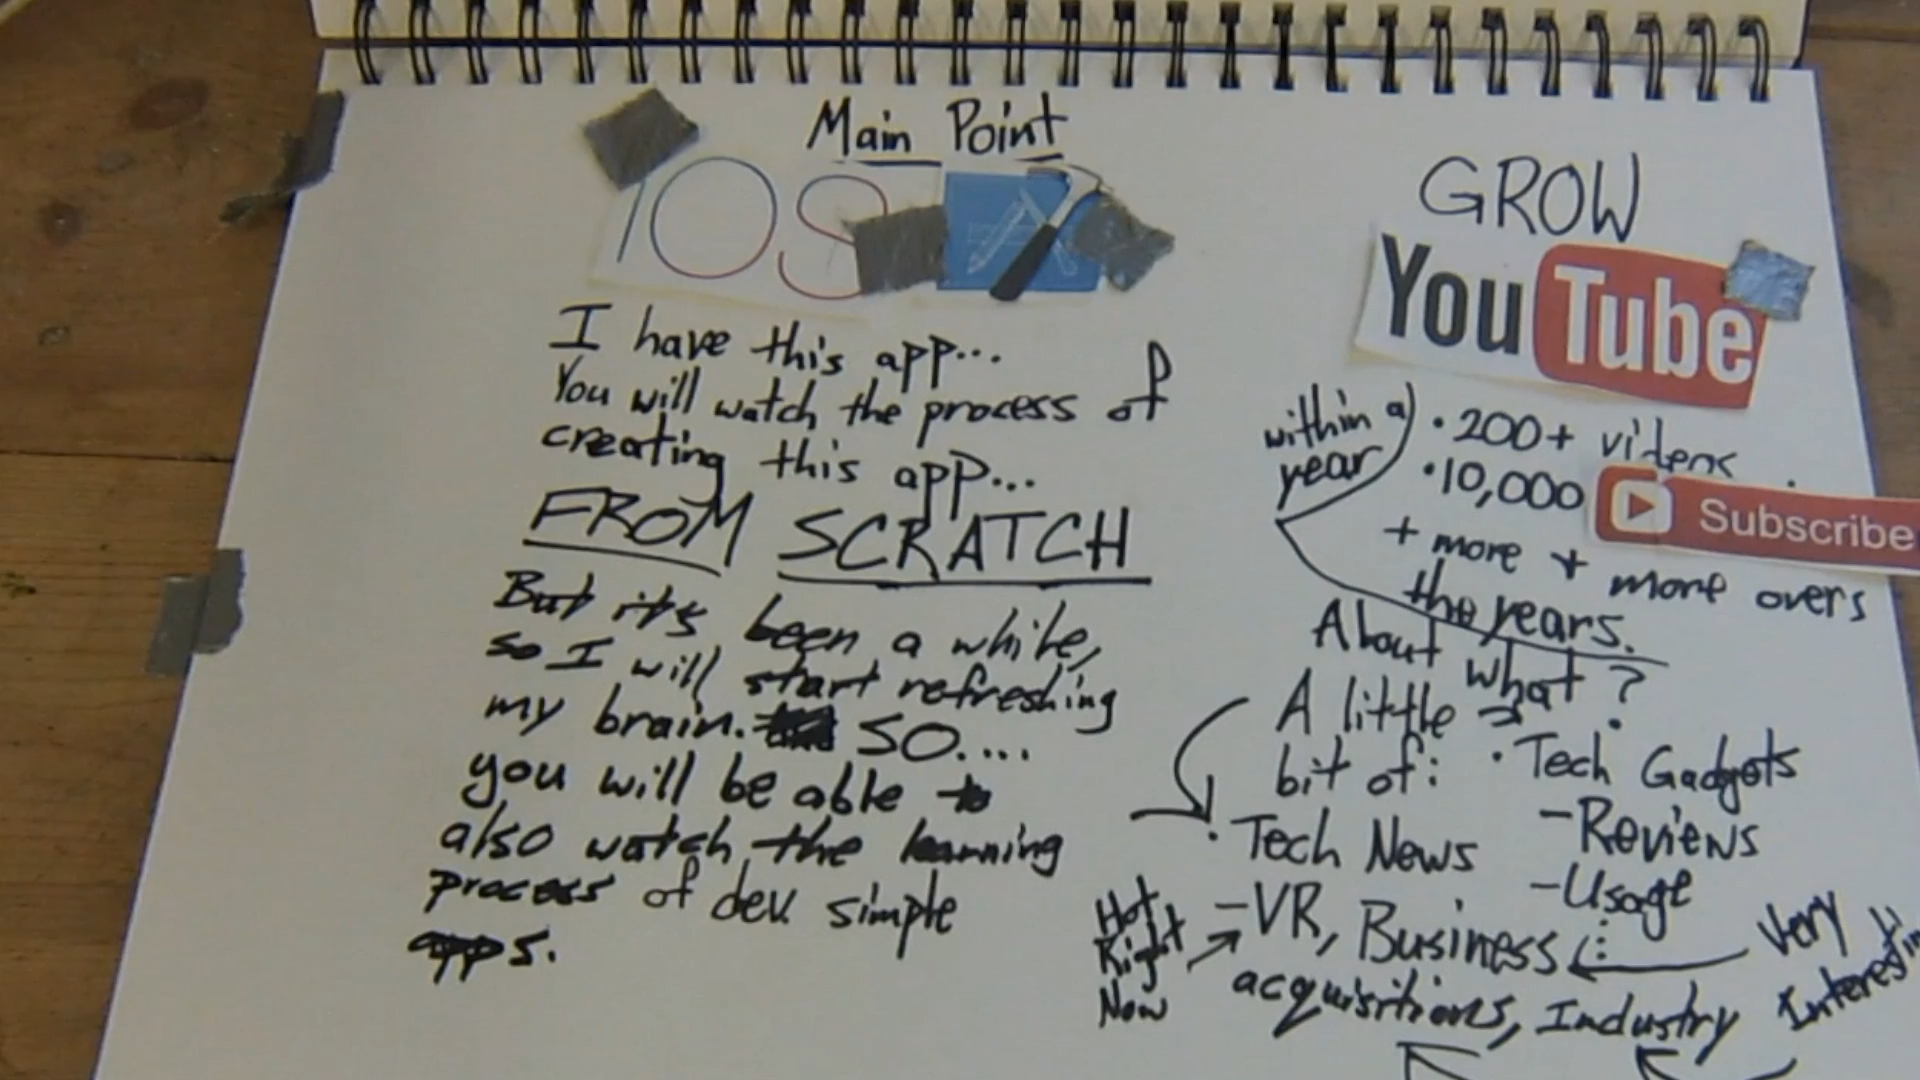 Main Point
iOS
I have this app...
You will watch the process of
creating this app...
FROM SCRATCH
But it's been a while,
so I will start refreshing
my brain. SO....
you will be able to
also watch the learning
process of dev. simple
apps.
GROW
YouTube
within a
year
• 200+ videos
• 10,000 Subscribe
+ more + more overs
the years.
About what?
A little
bit of:
• Tech Gadgets
- Reviews
- Usage
• Tech News
- VR, Business
acquisitions, Industry
Hot
Right
Now
Very